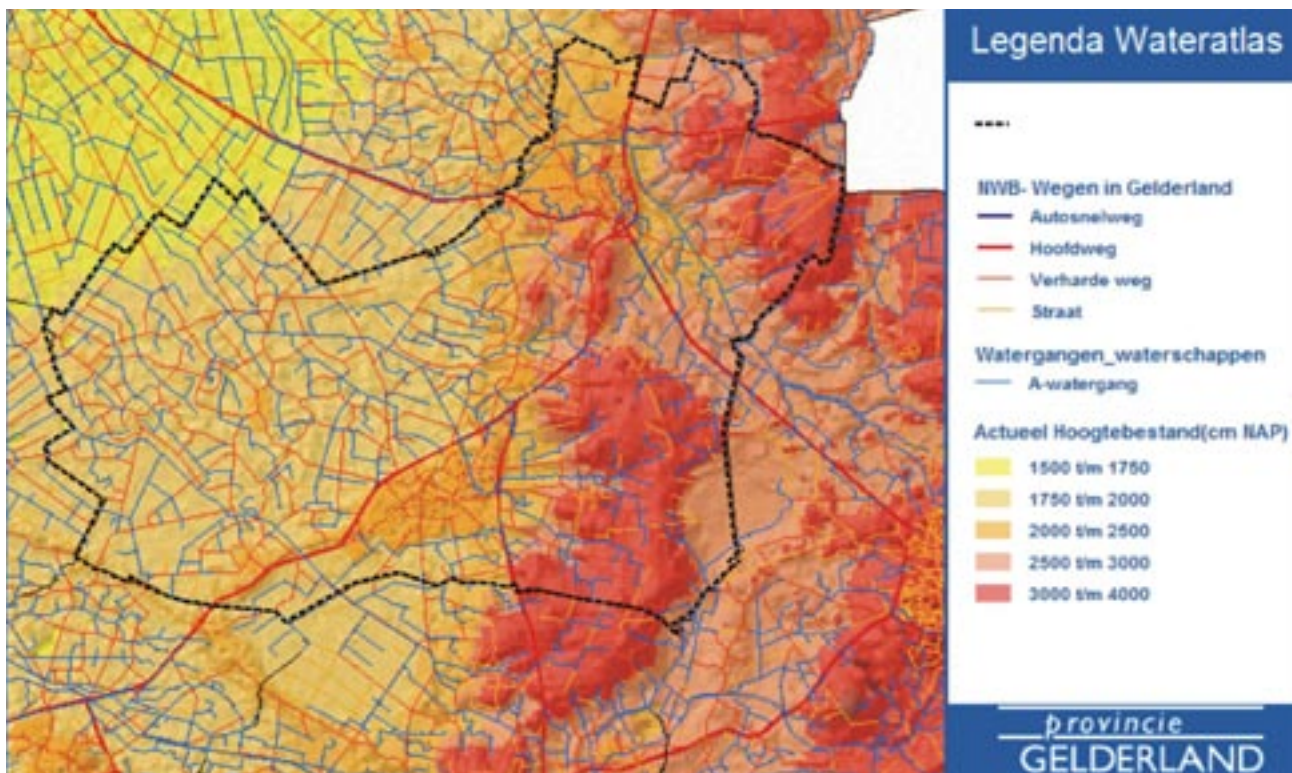 Legenda Wateratlas
NWB- Wegen in Gelderland
Autosnelweg
Hoofdweg
Verharde weg
Straat
Watergangen_waterschappen
A-watergang
Actueel Hoogtebestand(cm NAP)
1500 t/m 1750
1750 t/m 2000
2000 t/m 2500
2500 t/m 3000
3000 t/m 4000
provincie
GELDERLAND